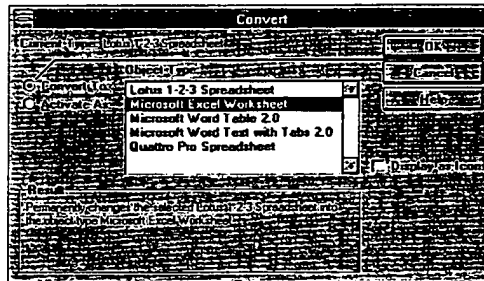 Convert
Current Type: Lotus 1-2-3 Spreadsheet
OK
Cancel
Help
Object Type:
Convert To:
Activate As:
Lotus 1-2-3 Spreadsheet
Microsoft Excel Worksheet
Microsoft Word Table 2.0
Microsoft Word Text with Tabs 2.0
Quattro Pro Spreadsheet
Display as Icon
Result
Permanently changes the selected Lotus 1-2-3 Spreadsheet into
the object type Microsoft Excel Worksheet